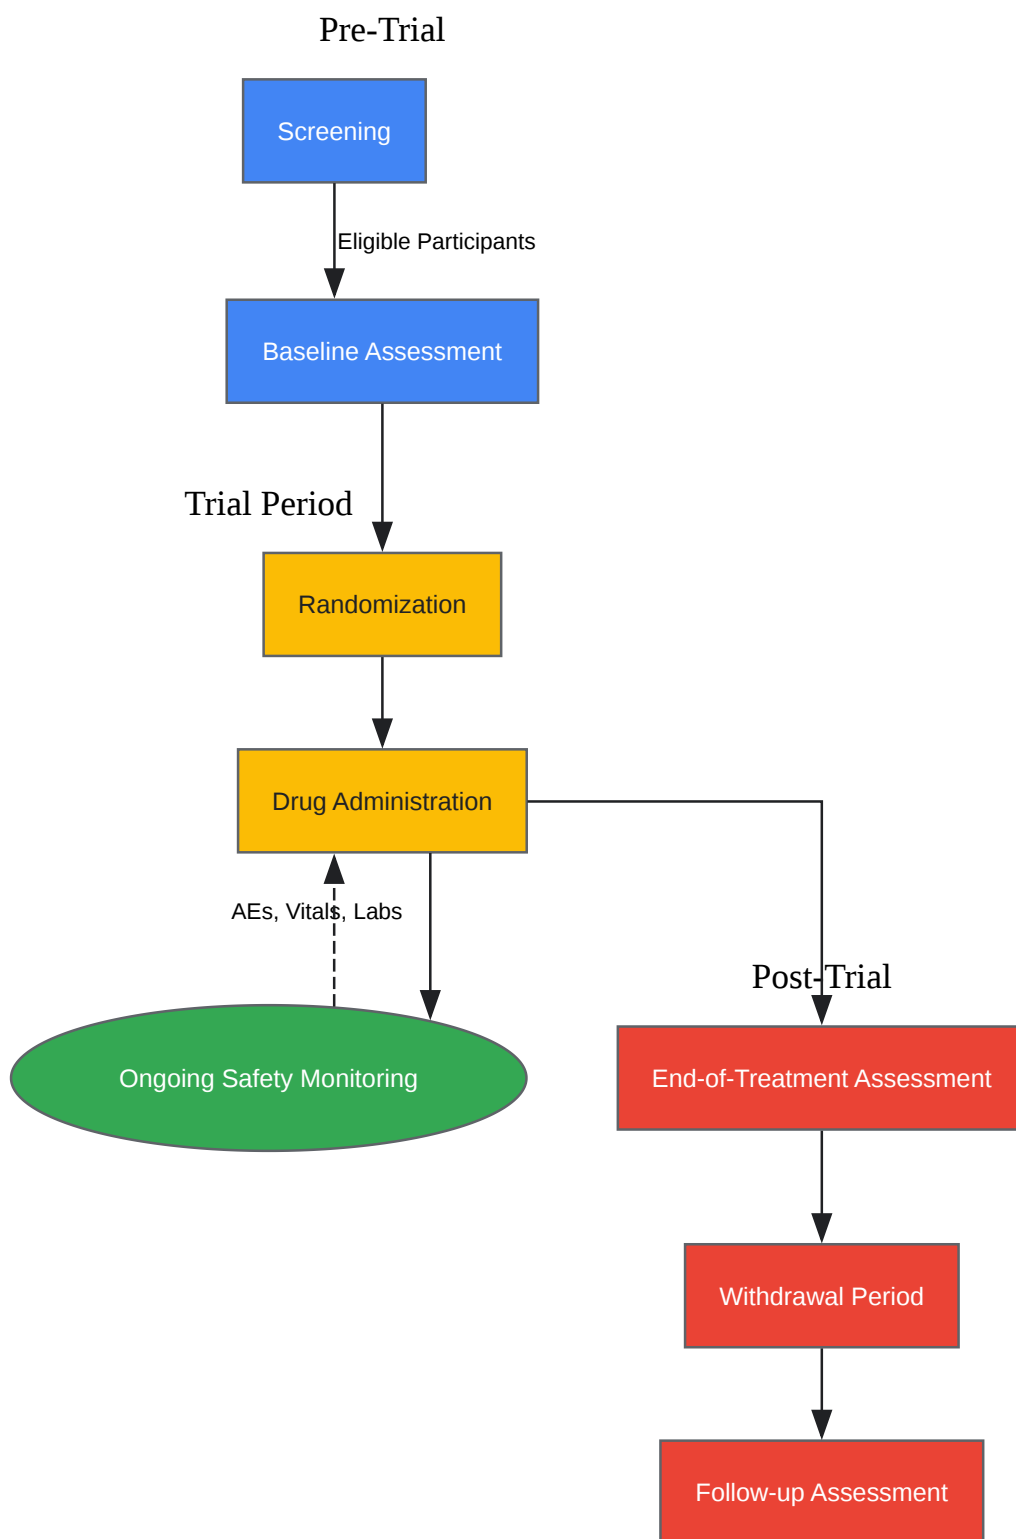 Pre-Trial
Screening
Eligible Participants
Baseline Assessment
Trial Period
Randomization
Drug Administration
AEs, Vitals, Labs
Post-Trial
Ongoing Safety Monitoring
End-of-Treatment Assessment
Withdrawal Period
Follow-up Assessment